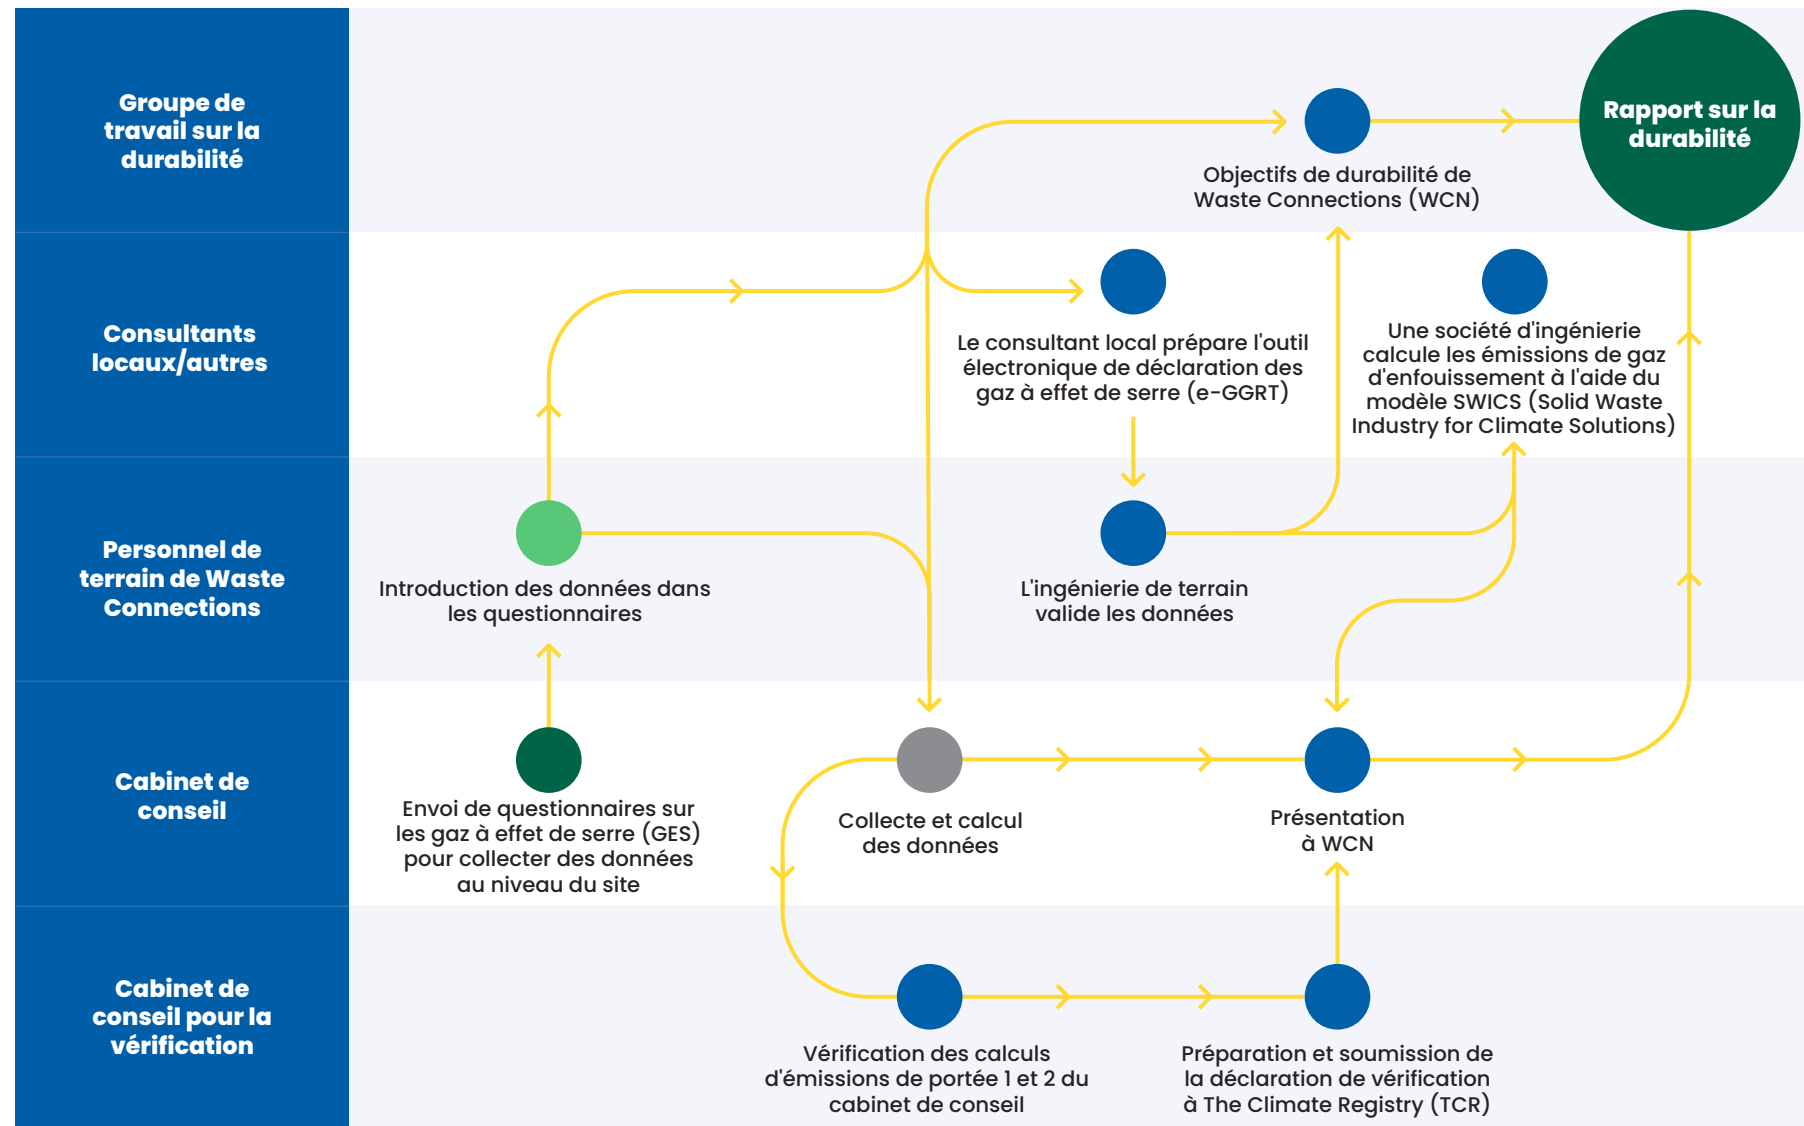 Groupe de
travail sur la
durabilité
Rapport sur la
durabilité
Objectifs de durabilité de
Waste Connections (WCN)
Consultants
locaux/autres
Le consultant local prépare l'outil
électronique de déclaration des
gaz à effet de serre (e-GGRT)
Une société d'ingénierie
calcule les émissions de gaz
d'enfouissement à l'aide du
modèle SWICS (Solid Waste
Industry for Climate Solutions)
Personnel de
terrain de Waste
Connections
Introduction des données dans
les questionnaires
L'ingénierie de terrain
valide les données
Cabinet de
conseil
Envoi de questionnaires sur
les gaz à effet de serre (GES)
pour collecter des données
au niveau du site
Collecte et calcul
des données
Présentation
à WCN
Cabinet de
conseil pour la
vérification
Vérification des calculs
d'émissions de portée 1 et 2 du
cabinet de conseil
Préparation et soumission de
la déclaration de vérification
à The Climate Registry (TCR)